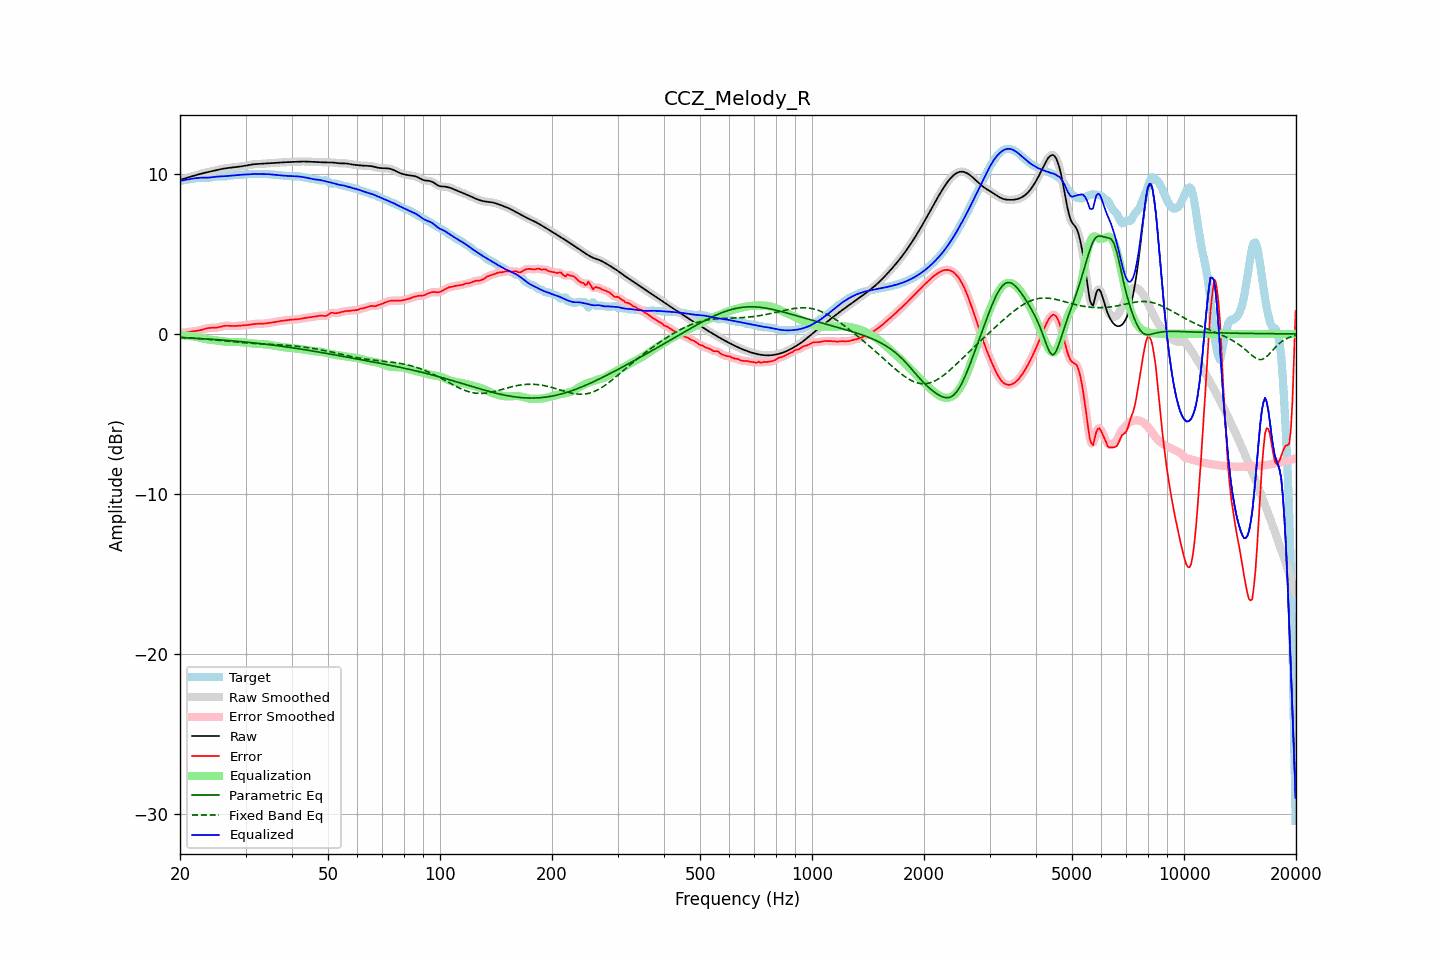 CCZ_Melody_R
10
0
−10
−20
−30
Amplitude (dBr)
Target
Raw Smoothed
Error Smoothed
Raw
Error
Equalization
Parametric Eq
Fixed Band Eq
Equalized
20 50 100 200 500 1000 2000 5000 10000 20000
Frequency (Hz)